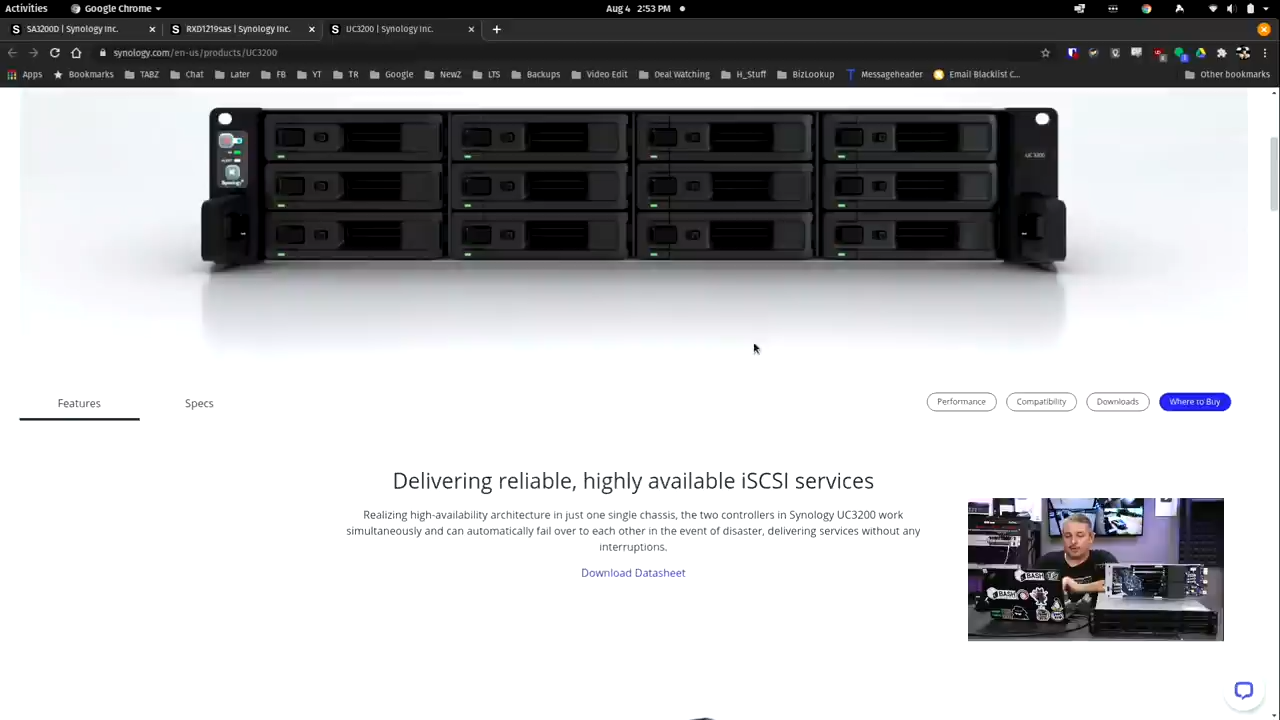 Activities
Google Chrome
Aug 4 2:53 PM
SA3200D | Synology Inc.
RXD1219sas | Synology Inc.
UC3200 | Synology Inc.
synology.com/en-us/products/UC3200
Apps
Bookmarks
TABZ
Chat
Later
FB
YT
TR
Google
NewZ
LTS
Backups
Video Edit
Deal Watching
H_Stuff
BizLookup
Messageheader
Email Blacklist C...
Other bookmarks
ALERT
Synology
UC3200
Features
Specs
Performance
Compatibility
Downloads
Where to Buy
Delivering reliable, highly available iSCSI services
Realizing high-availability architecture in just one single chassis, the two controllers in Synology UC3200 work
simultaneously and can automatically fail over to each other in the event of disaster, delivering services without any
interruptions.
Download Datasheet
BASH
BASH